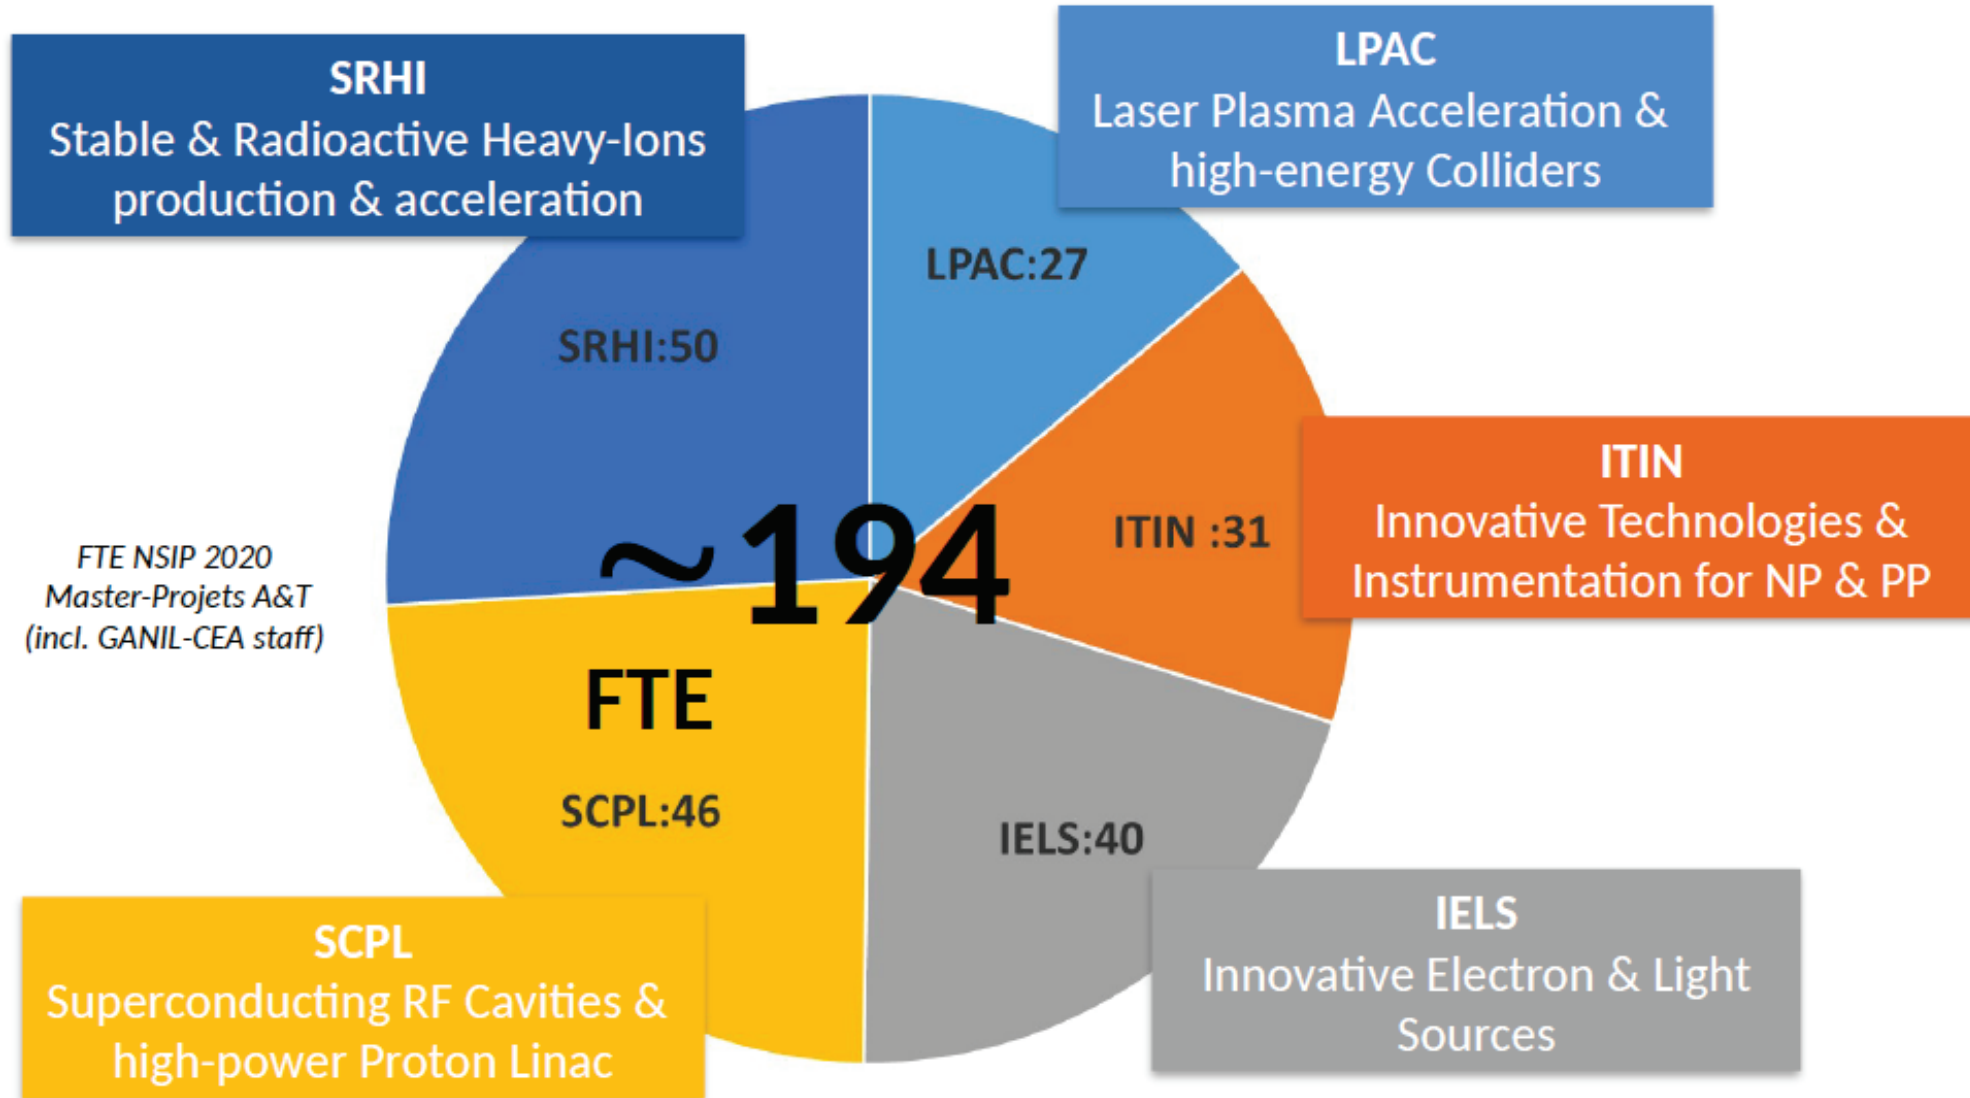 SRHI
Stable & Radioactive Heavy-Ions
production & acceleration
LPAC
Laser Plasma Acceleration &
high-energy Colliders
LPAC:27
SRHI:50
ITIN
Innovative Technologies &
Instrumentation for NP & PP
ITIN :31
~194
FTE
FTE NSIP 2020
Master-Projets A&T
(incl. GANIL-CEA staff)
SCPL:46
IELS:40
SCPL
Superconducting RF Cavities &
high-power Proton Linac
IELS
Innovative Electron & Light
Sources